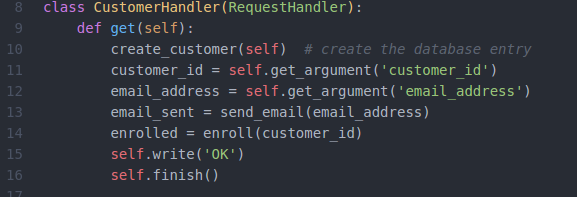 8 class CustomerHandler(RequestHandler):
9     def get(self):
10         create_customer(self)  # create the database entry
11         customer_id = self.get_argument('customer_id')
12         email_address = self.get_argument('email_address')
13         email_sent = send_email(email_address)
14         enrolled = enroll(customer_id)
15         self.write('OK')
16         self.finish()
17